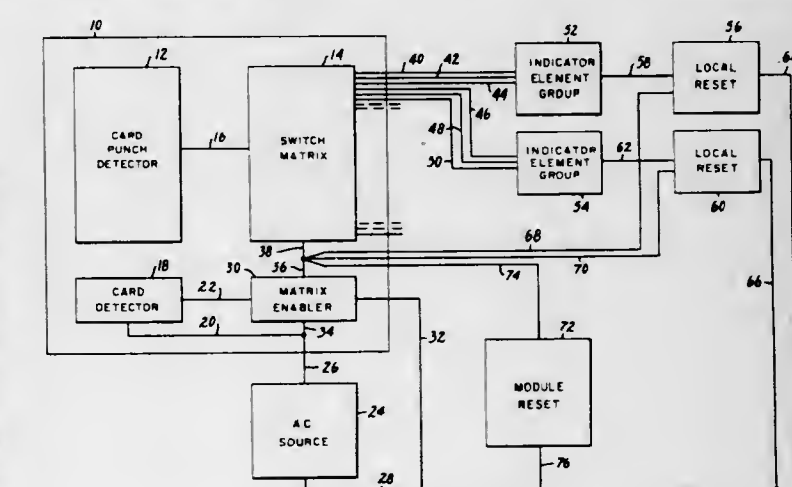 10
12
14
52
56
40
42
INDICATOR
ELEMENT
GROUP
58
LOCAL
RESET
44
46
CARD
PUNCH
DETECTOR
16
SWITCH
MATRIX
48
50
INDICATOR
ELEMENT
GROUP
62
LOCAL
RESET
54
60
38
68
18
30
36
70
74
CARD
DETECTOR
22
MATRIX
ENABLER
66
20
34
32
72
26
MODULE
RESET
24
AC
SOURCE
76
28